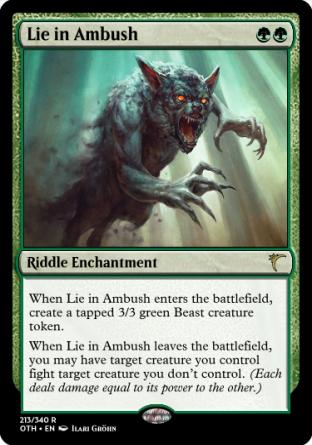 Lie in Ambush
Riddle Enchantment
When Lie in Ambush enters the battlefield,
create a tapped 3/3 green Beast creature
token.
When Lie in Ambush leaves the battlefield,
you may have target creature you control
fight target creature you don't control. (Each
deals damage equal to its power to the other.)
213/340 R
OTH • EN Ilari Gröhn